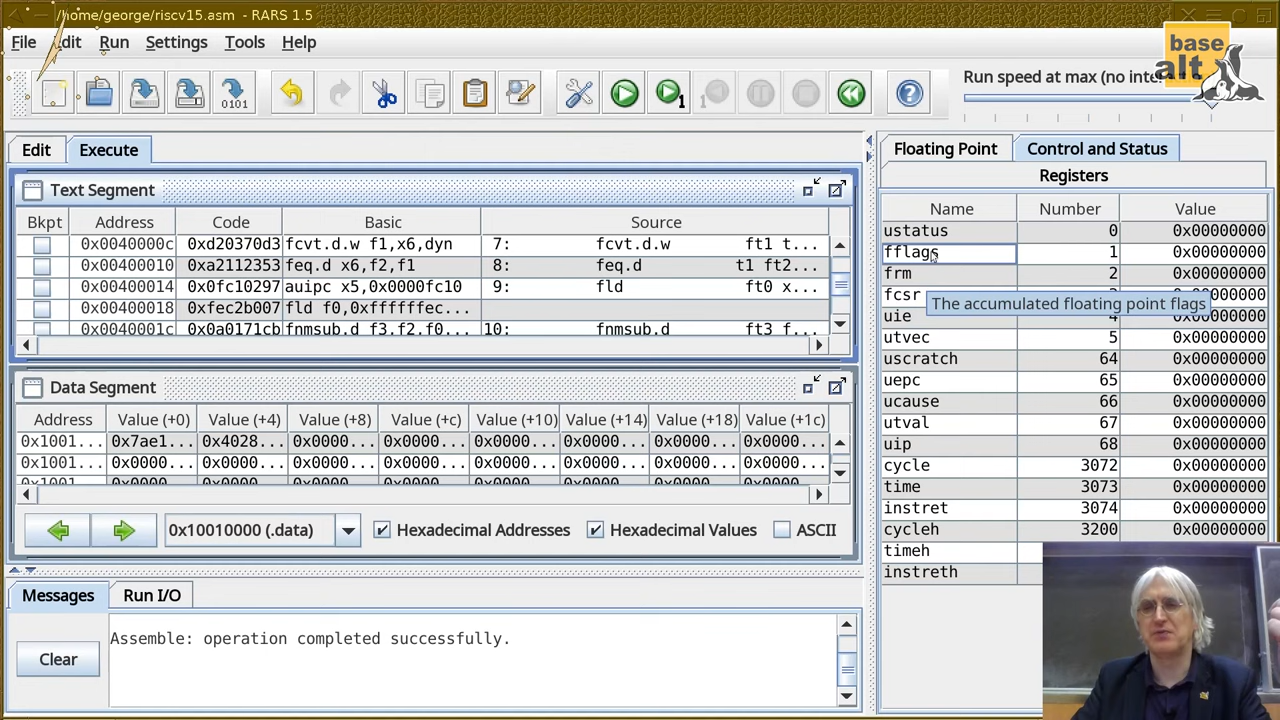 /home/george/riscv15.asm - RARS 1.5
File Edit Run Settings Tools Help
base
alt
0101
1
Run speed at max (no inte
Edit Execute
Floating Point Control and Status
Registers
Text Segment
Bkpt Address Code Basic Source
0x0040000c 0xd20370d3 fcvt.d.w f1,x6,dyn 7: fcvt.d.w ft1 t...
0x00400010 0xa2112353 feq.d x6,f2,f1 8: feq.d t1 ft2...
0x00400014 0x0fc10297 auipc x5,0x0000fc10 9: fld ft0 x...
0x00400018 0xfec2b007 fld f0,0xffffffec...
0x0040001c 0x0a0171cb fnmsub.d f3,f2,f0... 10: fnmsub.d ft3 f...
Data Segment
Address Value (+0) Value (+4) Value (+8) Value (+c) Value (+10) Value (+14) Value (+18) Value (+1c)
0x1001... 0x7ae1... 0x4028... 0x0000... 0x0000... 0x0000... 0x0000... 0x0000... 0x0000...
0x1001... 0x0000... 0x0000... 0x0000... 0x0000... 0x0000... 0x0000... 0x0000... 0x0000...
0x10010000 (.data) Hexadecimal Addresses Hexadecimal Values ASCII
Messages Run I/O
Assemble: operation completed successfully.
Clear
Name Number Value
ustatus 0 0x00000000
fflags 1 0x00000000
frm 2 0x00000000
fcsr
The accumulated floating point flags
uie 4 0x00000000
utvec 5 0x00000000
uscratch 64 0x00000000
uepc 65 0x00000000
ucause 66 0x00000000
utval 67 0x00000000
uip 68 0x00000000
cycle 3072 0x00000000
time 3073 0x00000000
instret 3074 0x00000000
cycleh 3200 0x00000000
timeh
instreth